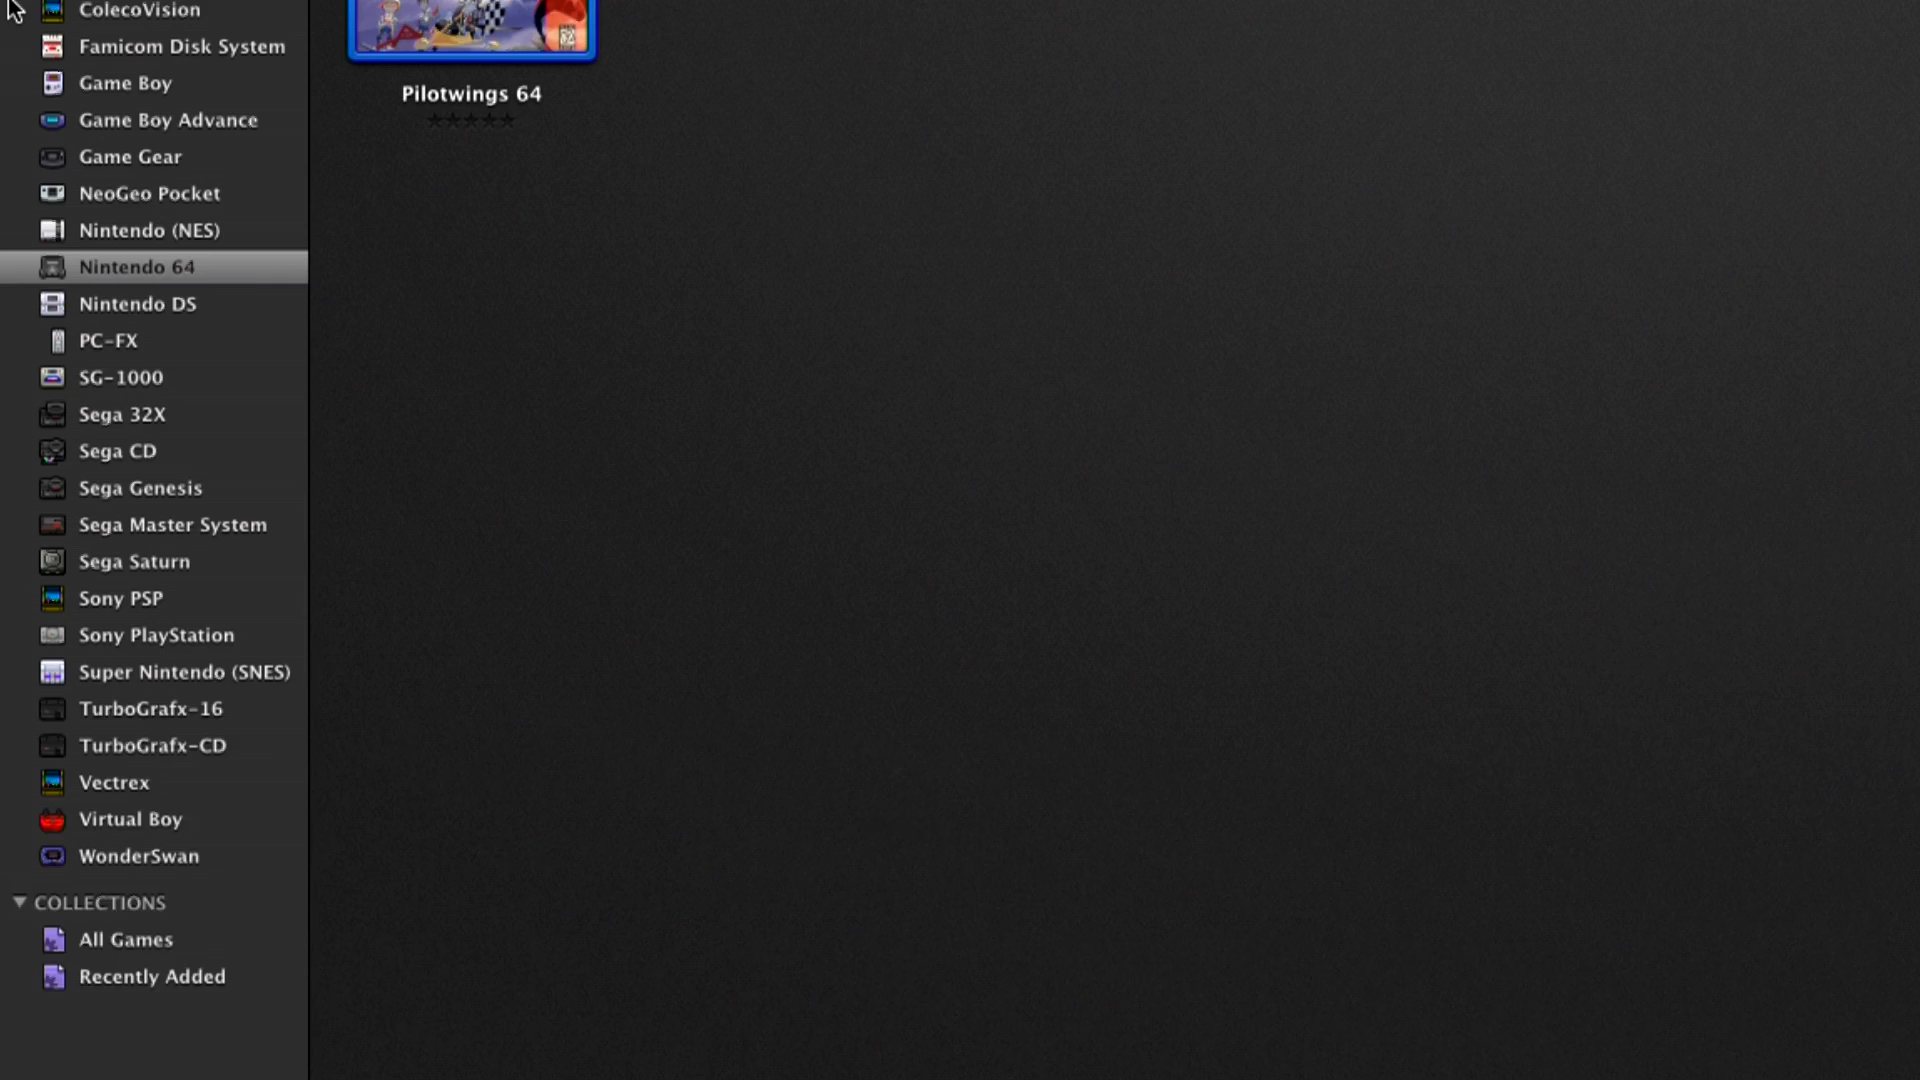 ColecoVision
Famicom Disk System
Game Boy
Game Boy Advance
Game Gear
NeoGeo Pocket
Nintendo (NES)
Nintendo 64
Nintendo DS
PC-FX
SG-1000
Sega 32X
Sega CD
Sega Genesis
Sega Master System
Sega Saturn
Sony PSP
Sony PlayStation
Super Nintendo (SNES)
TurboGrafx-16
TurboGrafx-CD
Vectrex
Virtual Boy
WonderSwan
COLLECTIONS
All Games
Recently Added
Pilotwings 64